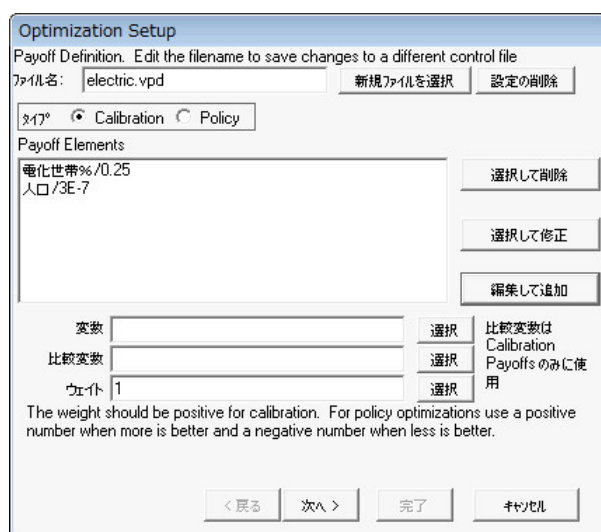 Optimization Setup
Payoff Definition. Edit the filename to save changes to a different control file
ファイル名: electric.vpd 新規ファイルを選択 設定の削除
タイプ Calibration Policy
Payoff Elements
電化世帯%/0.25
人口/3E-7
選択して削除
選択して修正
編集して追加
変数 選択
比較変数 選択
ウェイト 1 選択
比較変数は
Calibration
Payoffs のみに使
用
The weight should be positive for calibration. For policy optimizations use a positive
number when more is better and a negative number when less is better.
< 戻る 次へ > 完了 キャンセル